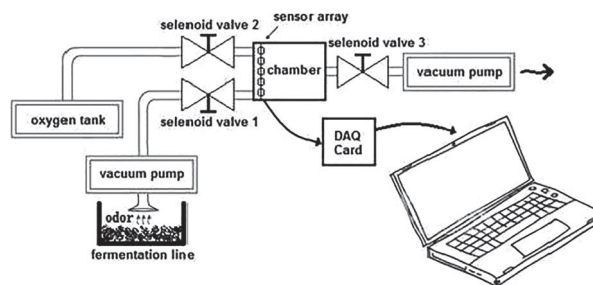 selenoid valve 2
sensor array
selenoid valve 3
chamber
vacuum pump
oxygen tank
selenoid valve 1
DAQ
Card
vacuum pump
odor
fermentation line